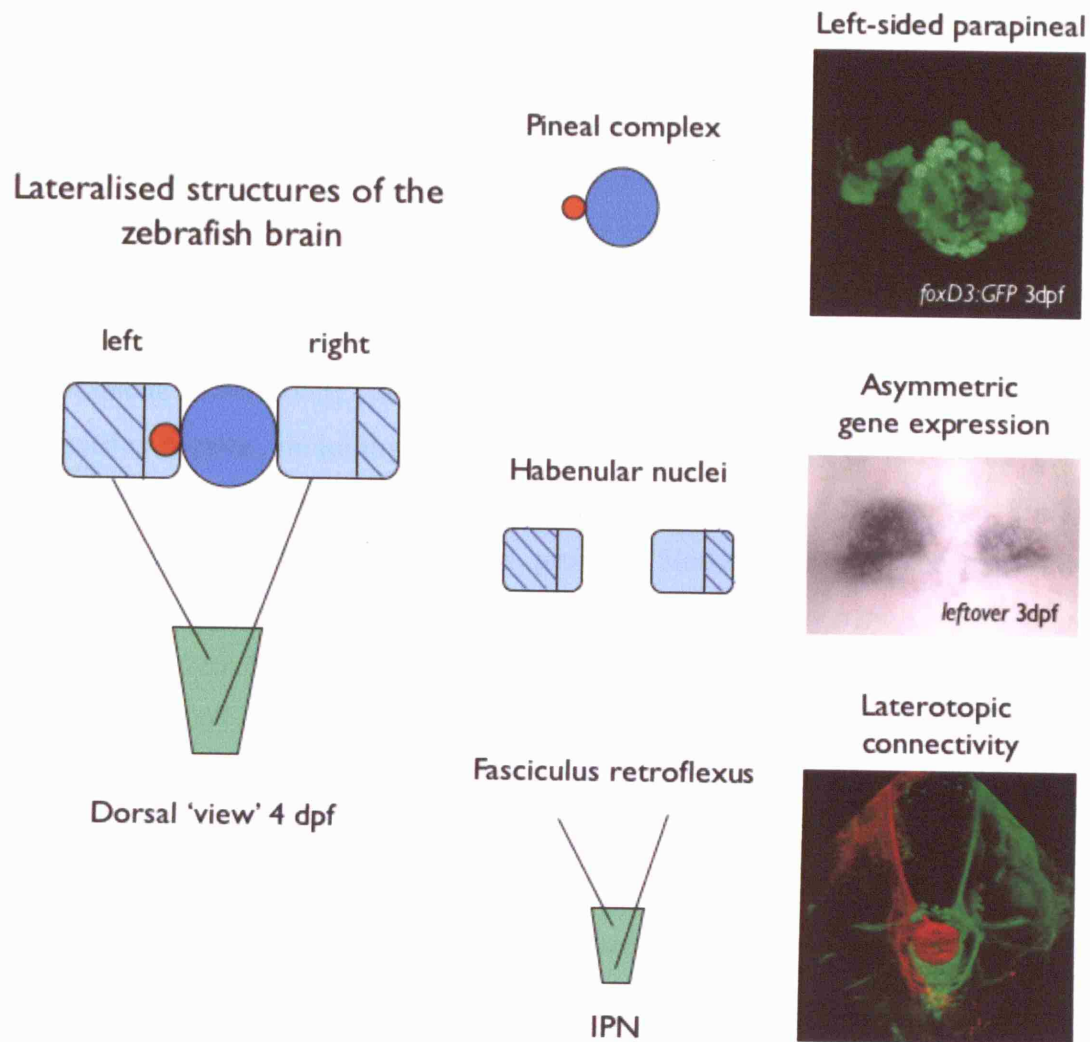 Lateralised structures of the
zebrafish brain
left
right
Dorsal ‘view’ 4 dpf
Pineal complex
Habenular nuclei
Fasciculus retroflexus
IPN
Left-sided parapineal
foxD3:GFP 3dpf
Asymmetric
gene expression
leftover 3dpf
Laterotopic
connectivity